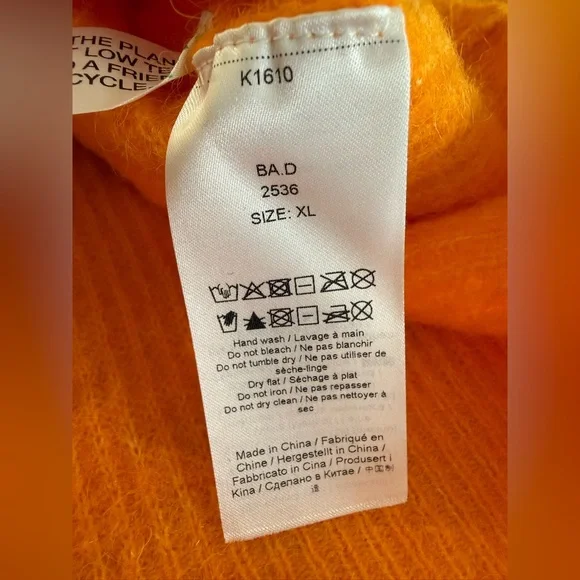 THE PLAN
LOW TE
A FRIE
CYCLE
K1610
BA.D
2536
SIZE: XL
Hand wash / Lavage à main
Do not bleach / Ne pas blanchir
Do not tumble dry / Ne pas utiliser de
sèche-linge
Dry flat / Séchage à plat
Do not iron / Ne pas repasser
Do not dry clean / Ne pas nettoyer à
sec
Made in China / Fabriqué en
Chine / Hergestellt in China /
Fabbricato in Cina / Produsert i
Kina / Сделано в Китае / 中国制
造